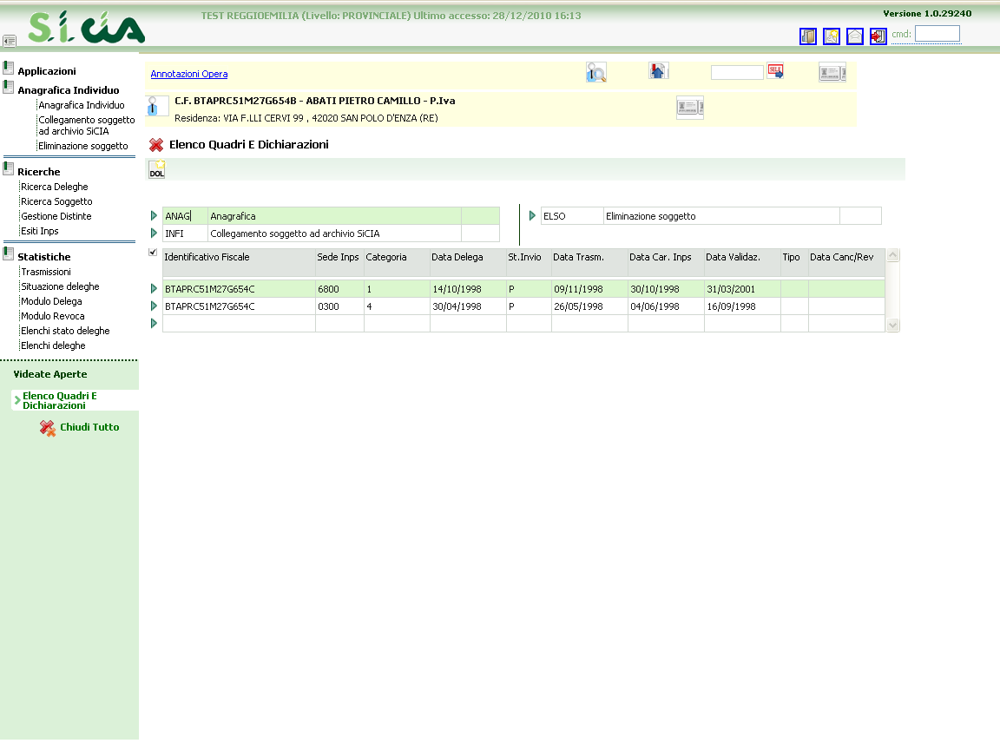 S.i. CIA
TEST REGGIOEMILIA (Livello: PROVINCIALE) Ultimo accesso: 28/12/2010 16:13
Versione 1.0.29240
cmd:
Applicazioni
Anagrafica Individuo
Anagrafica Individuo
Collegamento soggetto
ad archivio SiCIA
Eliminazione soggetto
Ricerche
Ricerca Deleghe
Ricerca Soggetto
Gestione Distinte
Esiti Inps
Statistiche
Trasmissioni
Situazione deleghe
Modulo Delega
Modulo Revoca
Elenchi stato deleghe
Elenchi deleghe
Videate Aperte
Elenco Quadri E
Dichiarazioni
Chiudi Tutto
Annotazioni Opera
SELE
C.F. BTAPRC51M27G654B - ABATI PIETRO CAMILLO - P.Iva
Residenza: VIA F.LLI CERVI 99 , 42020 SAN POLO D'ENZA (RE)
Elenco Quadri E Dichiarazioni
DOL
ANAG Anagrafica
ELSO Eliminazione soggetto
INFI Collegamento soggetto ad archivio SiCIA
Identificativo Fiscale Sede Inps Categoria Data Delega St.Invio Data Trasm. Data Car. Inps Data Validaz. Tipo Data Canc/Rev
BTAPRC51M27G654C 6800 1 14/10/1998 P 09/11/1998 30/10/1998 31/03/2001
BTAPRC51M27G654C 0300 4 30/04/1998 P 26/05/1998 04/06/1998 16/09/1998